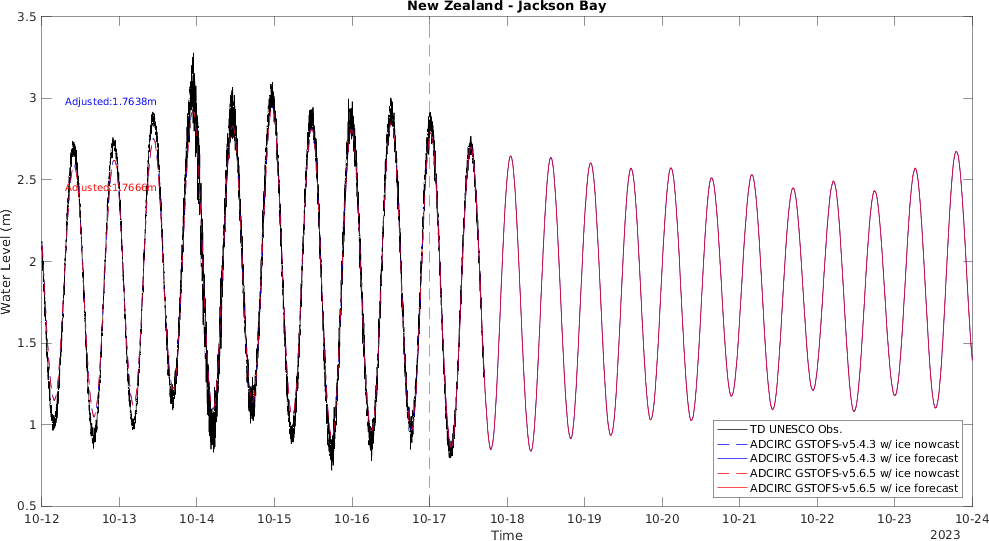 New Zealand - Jackson Bay
3.5
3
2.5
2
1.5
1
0.5
Water Level (m)
Adjusted:1.7638m
Adjusted:1.7666m
TD UNESCO Obs.
ADCIRC GSTOFS-v5.4.3 w/ ice nowcast
ADCIRC GSTOFS-v5.4.3 w/ ice forecast
ADCIRC GSTOFS-v5.6.5 w/ ice nowcast
ADCIRC GSTOFS-v5.6.5 w/ ice forecast
10-12 10-13 10-14 10-15 10-16 10-17 10-18 10-19 10-20 10-21 10-22 10-23 10-24
Time
2023